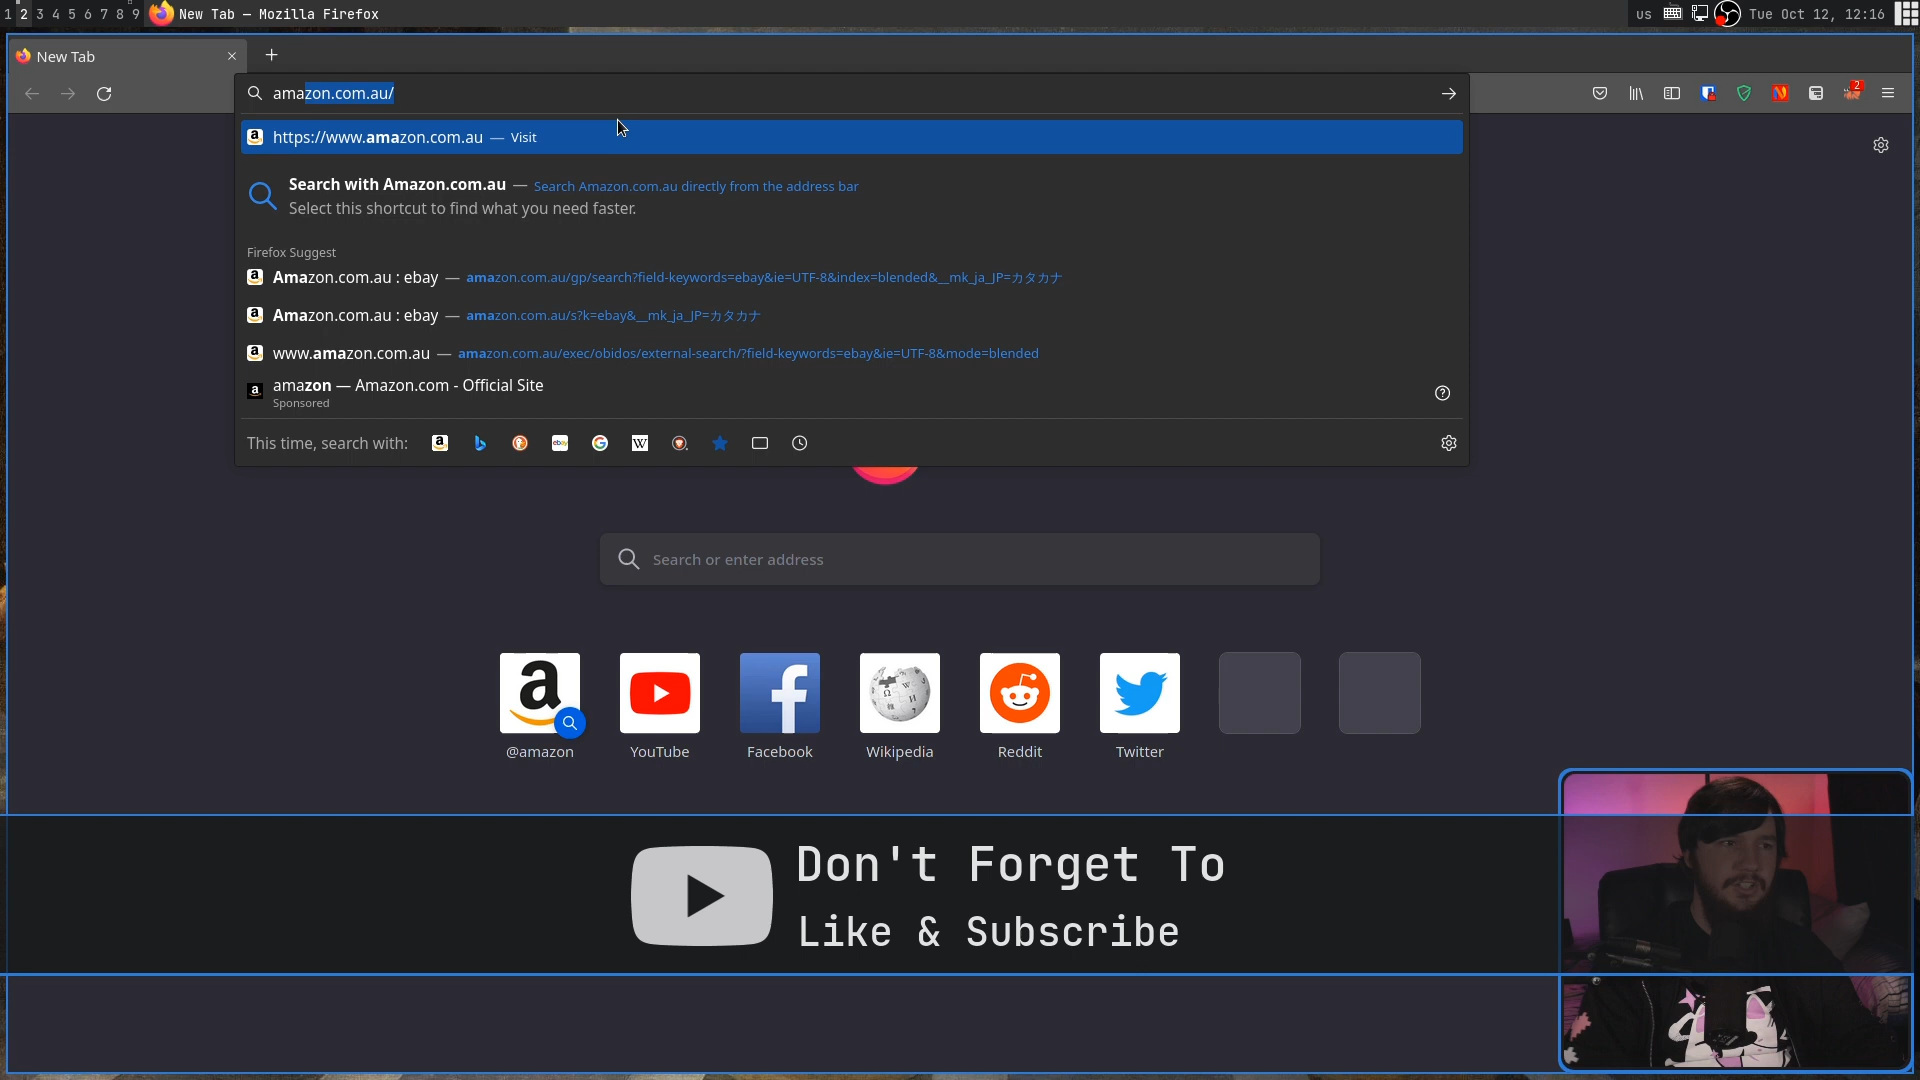 1 2 3 4 5 6 7 8 9 New Tab — Mozilla Firefox us Tue Oct 12, 12:16
New Tab
amazon.com.au/
2
https://www.amazon.com.au — Visit
Search with Amazon.com.au — Search Amazon.com.au directly from the address bar
Select this shortcut to find what you need faster.
Firefox Suggest
Amazon.com.au : ebay — amazon.com.au/gp/search?field-keywords=ebay&ie=UTF-8&index=blended&__mk_ja_JP=カタカナ
Amazon.com.au : ebay — amazon.com.au/s?k=ebay&__mk_ja_JP=カタカナ
www.amazon.com.au — amazon.com.au/exec/obidos/external-search/?field-keywords=ebay&ie=UTF-8&mode=blended
amazon — Amazon.com - Official Site
Sponsored
This time, search with:
Search or enter address
@amazon YouTube Facebook Wikipedia Reddit Twitter
Don't Forget To
Like & Subscribe